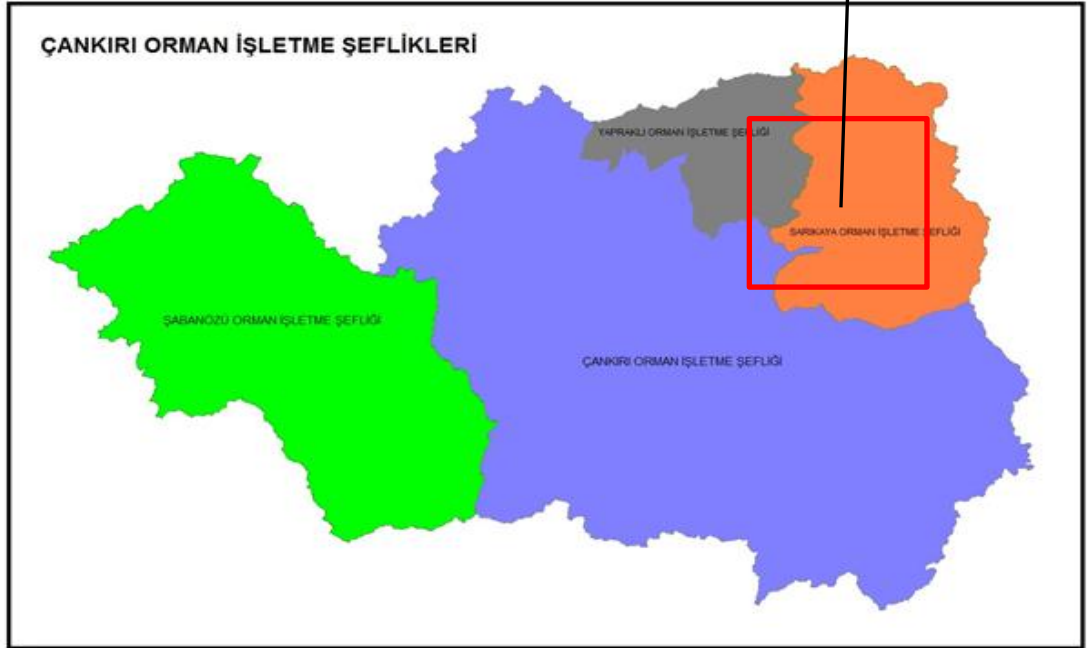 ÇANKIRI ORMAN İŞLETME ŞEFLİKLERİ
YAPRAKLI ORMAN İŞLETME ŞEFLİĞİ
SARIKAYA ORMAN İŞLETME ŞEFLİĞİ
ŞABANÖZÜ ORMAN İŞLETME ŞEFLİĞİ
ÇANKIRI ORMAN İŞLETME ŞEFLİĞİ